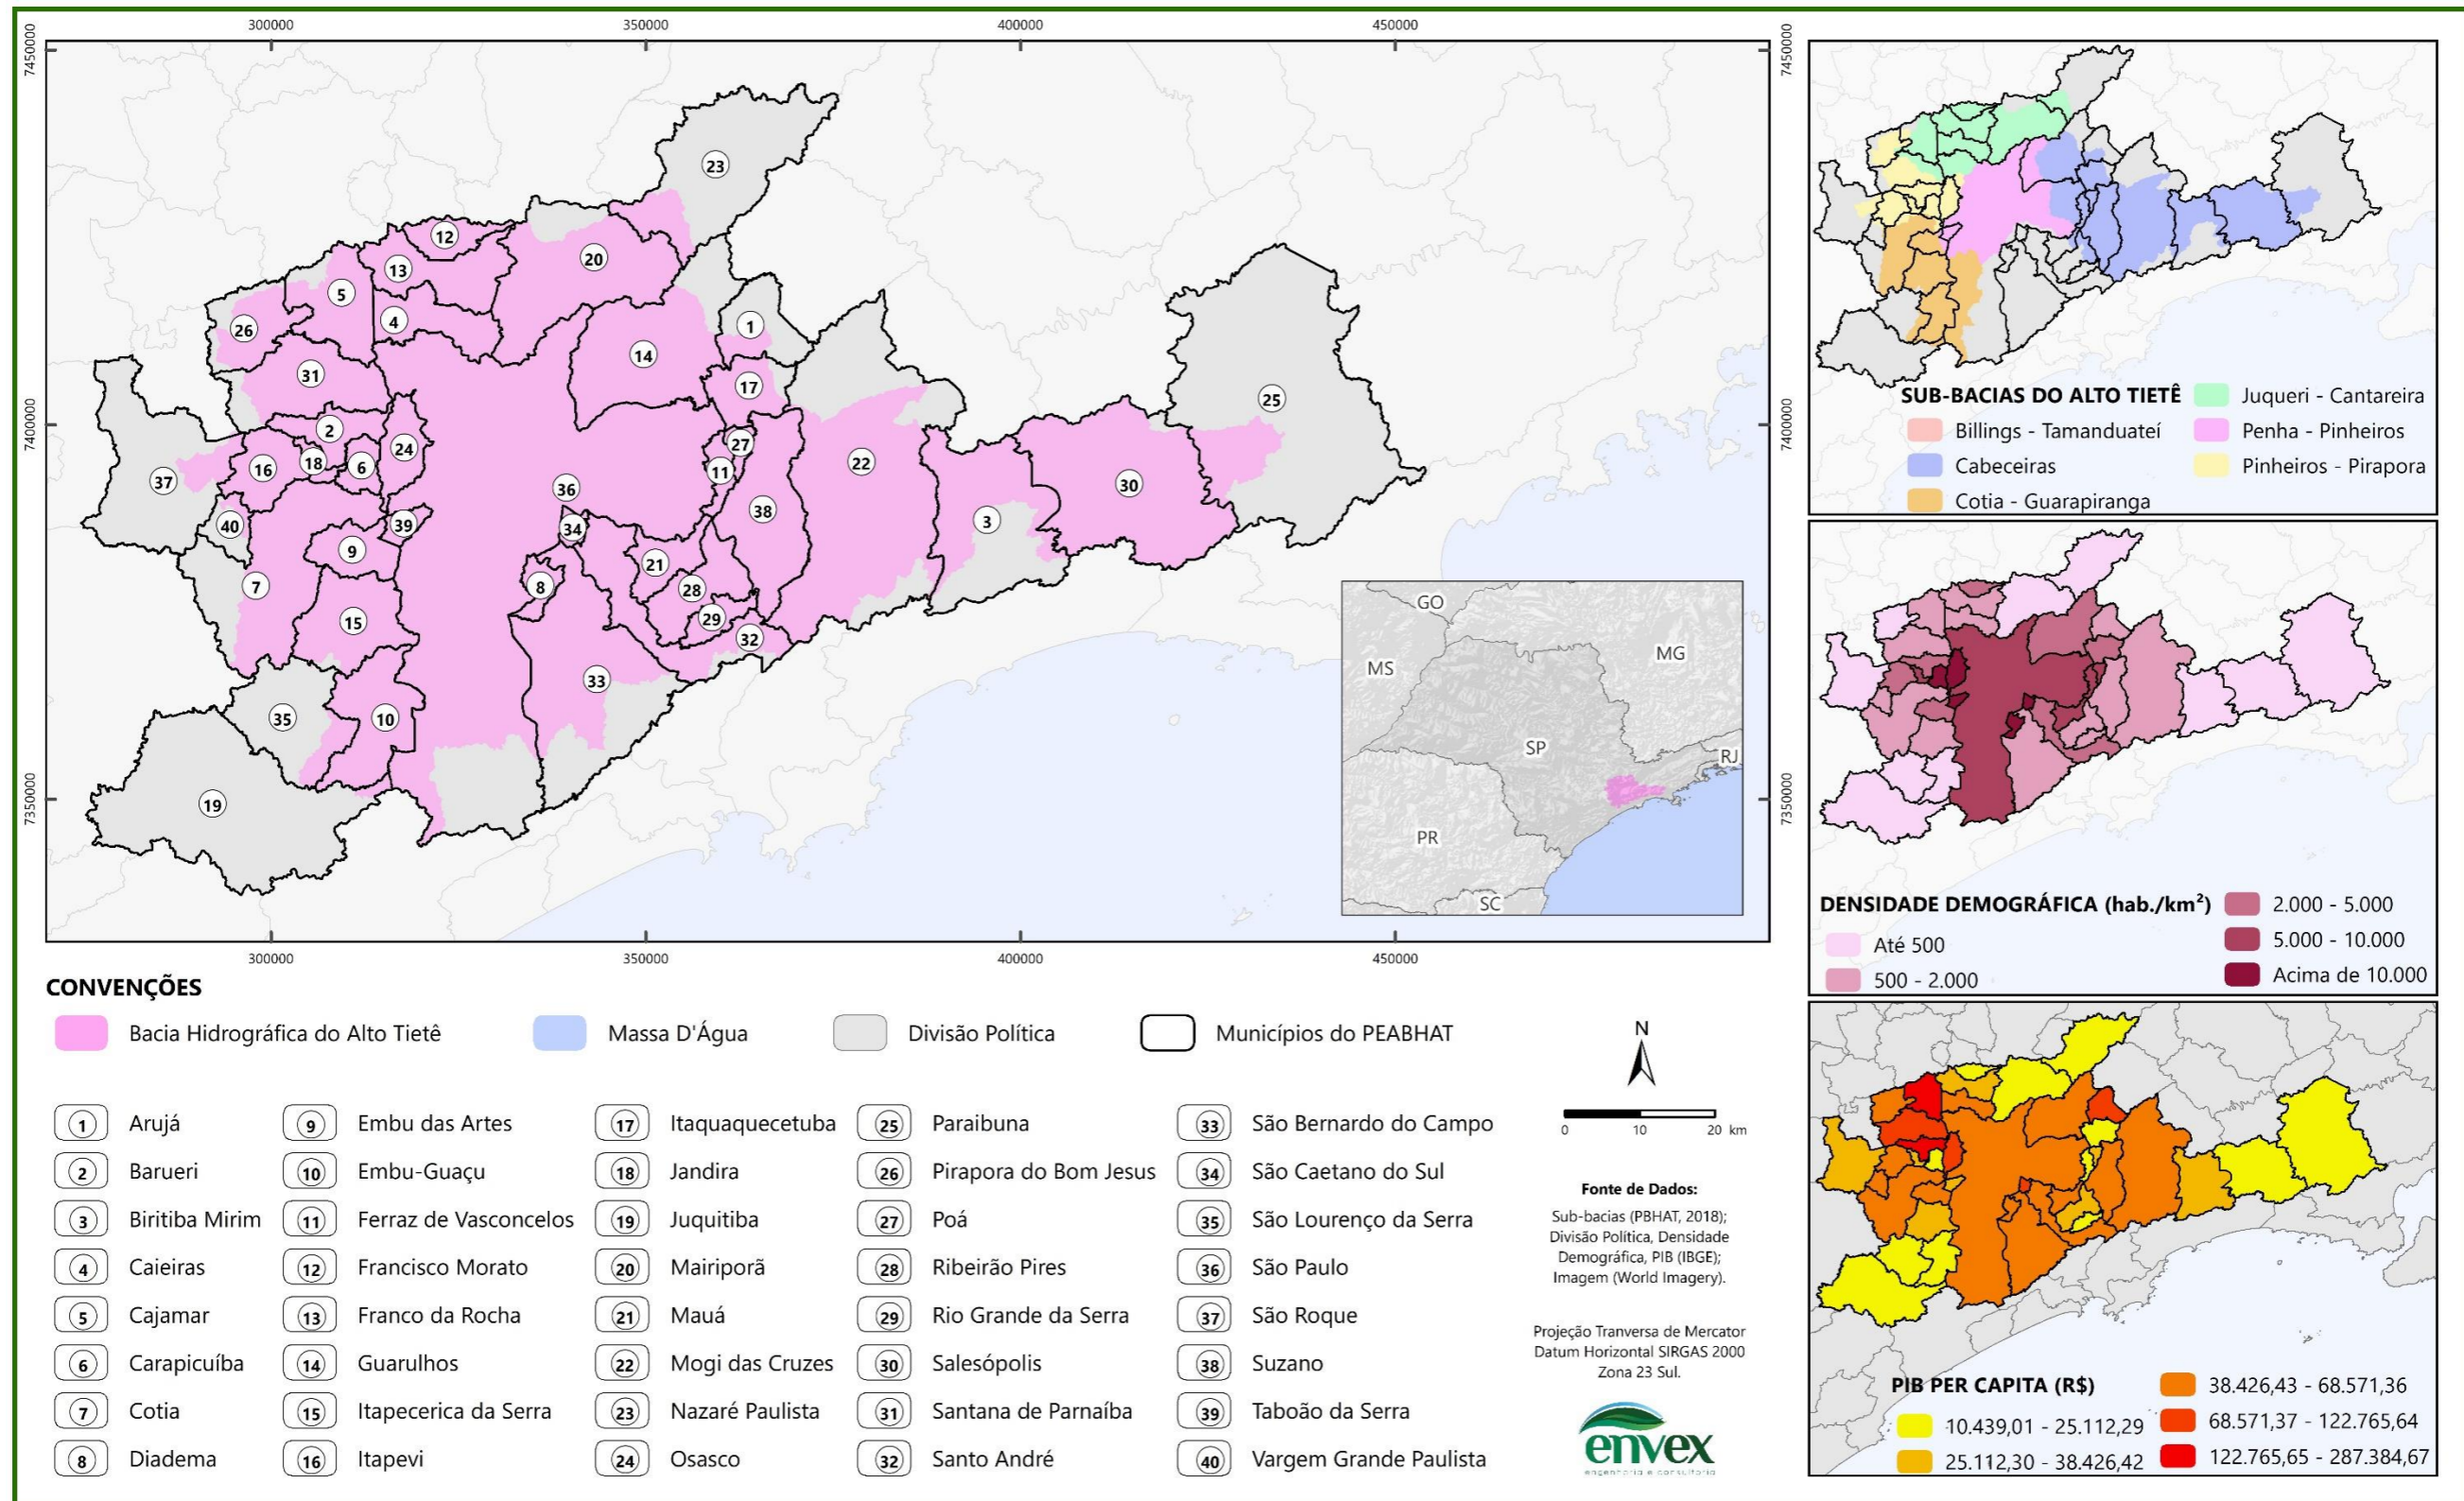 300000 350000 400000 450000
7450000 7400000 7350000
7450000 7400000 7350000
300000 350000 400000 450000
23
12
20
13
5
1
26
4
14
31
17
25
2
24
27
22
16
18
6
11
37
36
30
38
40
39
34
3
9
21
8
7
28
29
15
32
33
35
10
19
GO
MG
MS
SP
RJ
PR
SC
SUB-BACIAS DO ALTO TIETÊ
Billings - Tamanduateí
Cabeceiras
Cotia - Guarapiranga
Juqueri - Cantareira
Penha - Pinheiros
Pinheiros - Pirapora
DENSIDADE DEMOGRÁFICA (hab./km²)
Até 500
500 - 2.000
2.000 - 5.000
5.000 - 10.000
Acima de 10.000
PIB PER CAPITA (R$)
10.439,01 - 25.112,29
25.112,30 - 38.426,42
38.426,43 - 68.571,36
68.571,37 - 122.765,64
122.765,65 - 287.384,67
CONVENÇÕES
Bacia Hidrográfica do Alto Tietê
Massa D'Água
Divisão Política
Municípios do PEABHAT
1 Arujá
2 Barueri
3 Biritiba Mirim
4 Caieiras
5 Cajamar
6 Carapicuíba
7 Cotia
8 Diadema
9 Embu das Artes
10 Embu-Guaçu
11 Ferraz de Vasconcelos
12 Francisco Morato
13 Franco da Rocha
14 Guarulhos
15 Itapecerica da Serra
16 Itapevi
17 Itaquaquecetuba
18 Jandira
19 Juquitiba
20 Mairiporã
21 Mauá
22 Mogi das Cruzes
23 Nazaré Paulista
24 Osasco
25 Paraibuna
26 Pirapora do Bom Jesus
27 Poá
28 Ribeirão Pires
29 Rio Grande da Serra
30 Salesópolis
31 Santana de Parnaíba
32 Santo André
33 São Bernardo do Campo
34 São Caetano do Sul
35 São Lourenço da Serra
36 São Paulo
37 São Roque
38 Suzano
39 Taboão da Serra
40 Vargem Grande Paulista
N
0 10 20 km
Fonte de Dados:
Sub-bacias (PBHAT, 2018);
Divisão Política, Densidade
Demográfica, PIB (IBGE);
Imagem (World Imagery).
Projeção Tranversa de Mercator
Datum Horizontal SIRGAS 2000
Zona 23 Sul.
envex
engenharia e consultoria